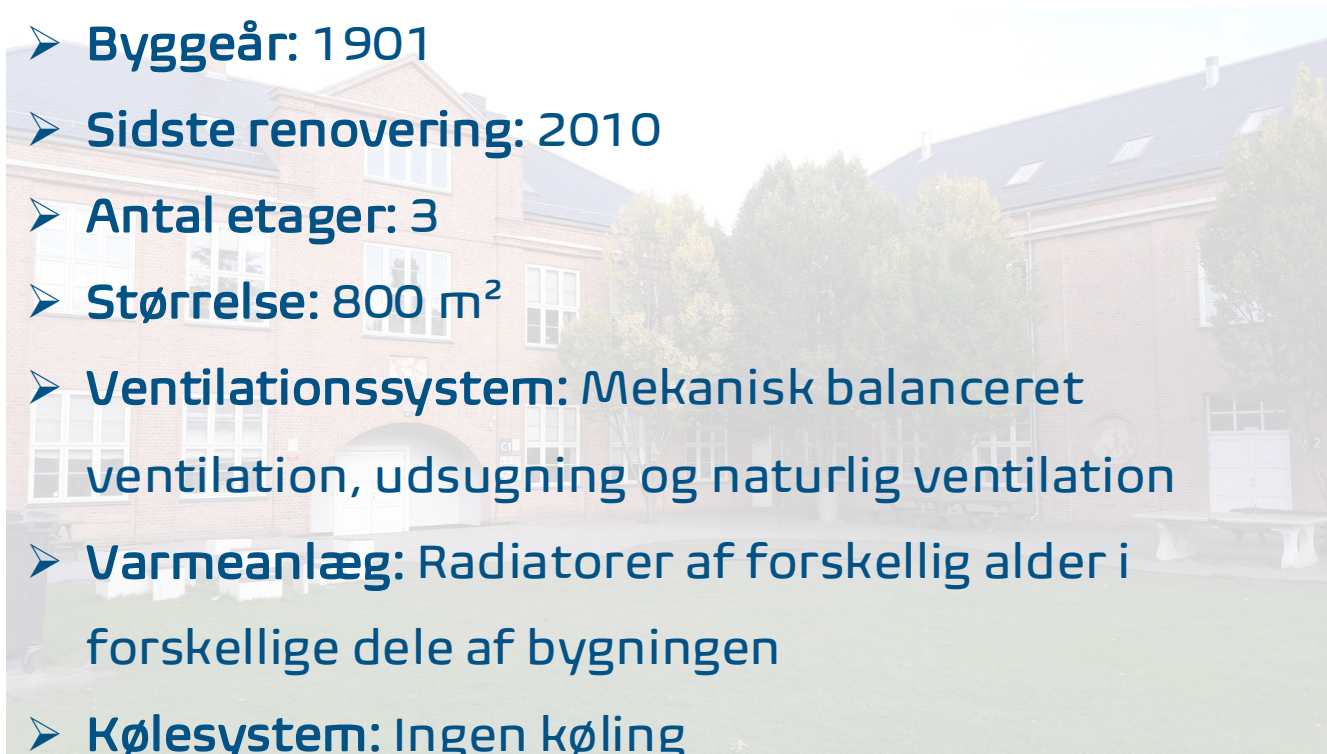 ➢ Byggeår: 1901
➢ Sidste renovering: 2010
➢ Antal etager: 3
➢ Størrelse: 800 m²
➢ Ventilationssystem: Mekanisk balanceret
ventilation, udsugning og naturlig ventilation
➢ Varmeanlæg: Radiatorer af forskellig alder i
forskellige dele af bygningen
➢ Kølesystem: Ingen køling